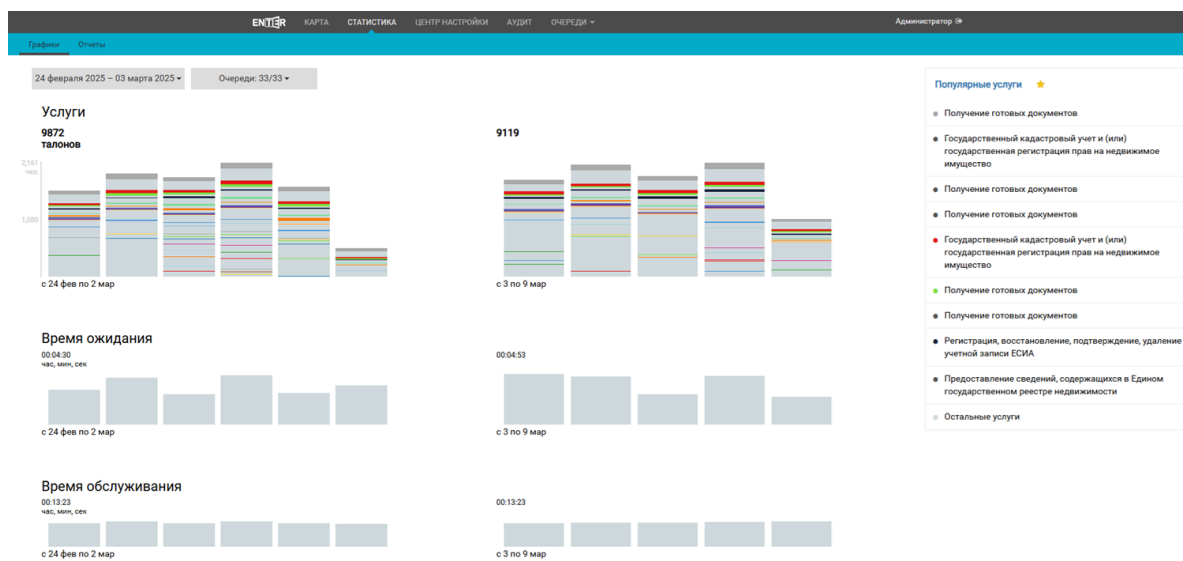 ENTER КАРТА СТАТИСТИКА ЦЕНТР НАСТРОЙКИ АУДИТ ОЧЕРЕДИ Администратор
Графики Отчеты
24 февраля 2025 – 03 марта 2025 Очереди: 33/33
Услуги
9872
талонов
2,161
чел.
1,080
с 24 фев по 2 мар
9119
с 3 по 9 мар
Время ожидания
00:04:30
час, мин, сек
с 24 фев по 2 мар
00:04:53
с 3 по 9 мар
Время обслуживания
00:13:23
час, мин, сек
с 24 фев по 2 мар
00:13:23
с 3 по 9 мар
Популярные услуги
Получение готовых документов
Государственный кадастровый учет и (или)
государственная регистрация прав на недвижимое
имущество
Получение готовых документов
Получение готовых документов
Государственный кадастровый учет и (или)
государственная регистрация прав на недвижимое
имущество
Получение готовых документов
Получение готовых документов
Регистрация, восстановление, подтверждение, удаление
учетной записи ЕСИА
Предоставление сведений, содержащихся в Едином
государственном реестре недвижимости
Остальные услуги